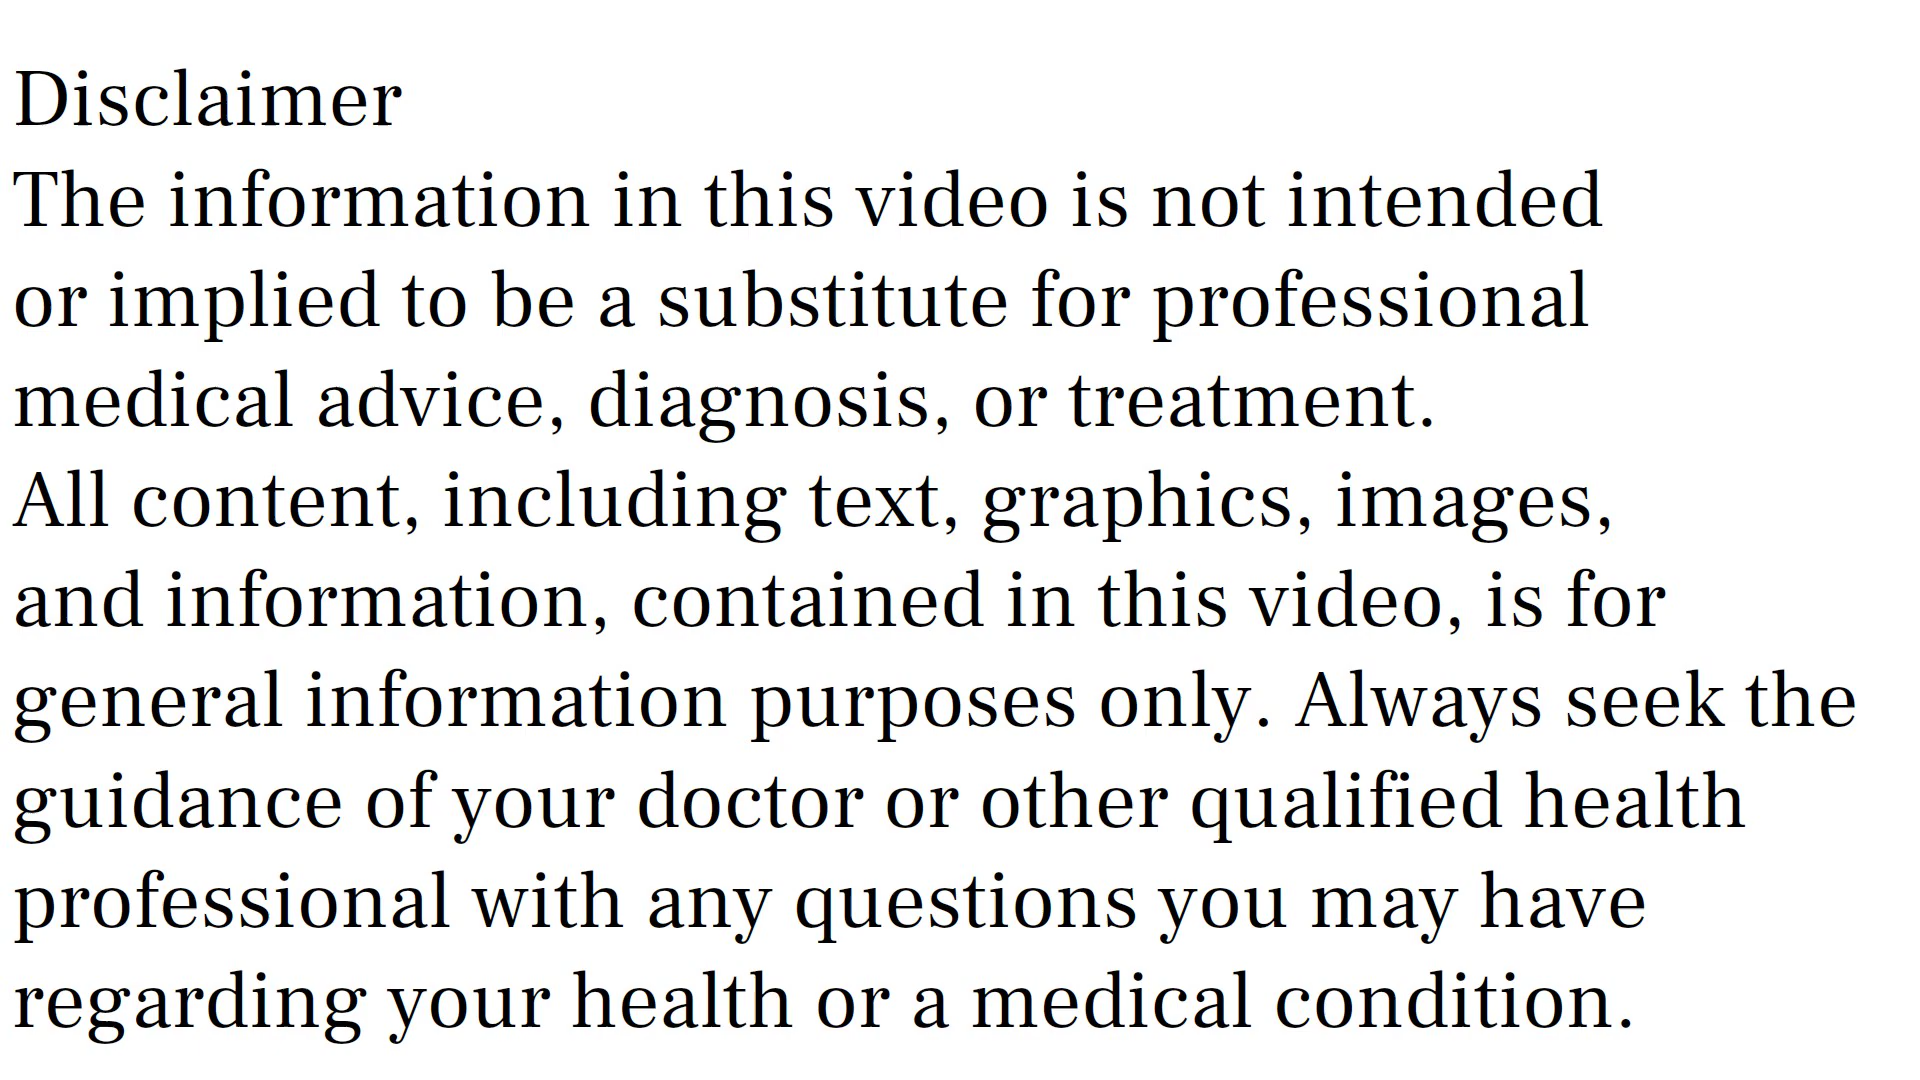 Disclaimer
The information in this video is not intended
or implied to be a substitute for professional
medical advice, diagnosis, or treatment.
All content, including text, graphics, images,
and information, contained in this video, is for
general information purposes only. Always seek the
guidance of your doctor or other qualified health
professional with any questions you may have
regarding your health or a medical condition.